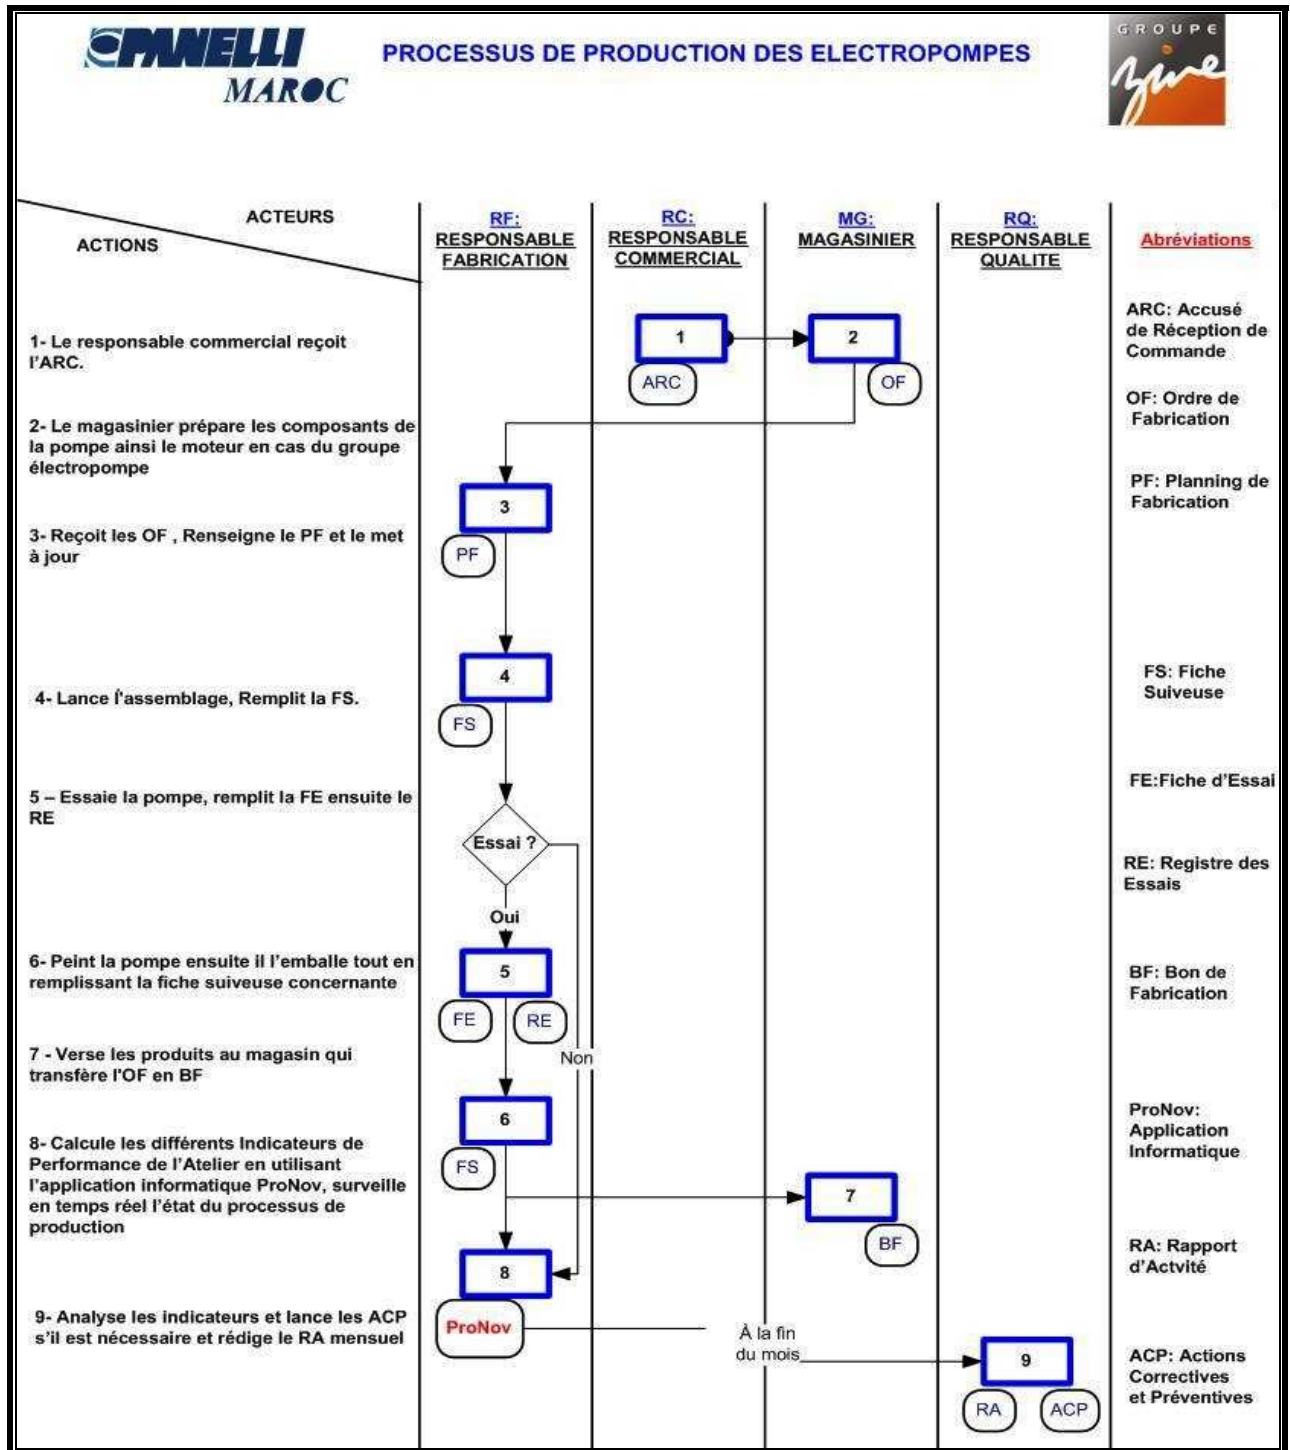 PANELLI
MAROC
PROCESSUS DE PRODUCTION DES ELECTROPOMPES
GROUPE
zine
ACTEURS
ACTIONS
RF:
RESPONSABLE
FABRICATION
RC:
RESPONSABLE
COMMERCIAL
MG:
MAGASINIER
RQ:
RESPONSABLE
QUALITE
Abréviations
1- Le responsable commercial reçoit
l'ARC.
2- Le magasinier prépare les composants de
la pompe ainsi le moteur en cas du groupe
électropompe
3- Reçoit les OF , Renseigne le PF et le met
à jour
4- Lance l'assemblage, Remplit la FS.
5 – Essaie la pompe, remplit la FE ensuite le
RE
6- Peint la pompe ensuite il l'emballe tout en
remplissant la fiche suiveuse concernante
7 - Verse les produits au magasin qui
transfère l'OF en BF
8- Calcule les différents Indicateurs de
Performance de l'Atelier en utilisant
l'application informatique ProNov, surveille
en temps réel l'état du processus de
production
9- Analyse les indicateurs et lance les ACP
s'il est nécessaire et rédige le RA mensuel
1
ARC
2
OF
3
PF
4
FS
Essai ?
Oui
5
FE
RE
Non
6
FS
7
BF
8
ProNov
À la fin
du mois
9
RA
ACP
ARC: Accusé
de Réception de
Commande
OF: Ordre de
Fabrication
PF: Planning de
Fabrication
FS: Fiche
Suiveuse
FE:Fiche d'Essai
RE: Registre des
Essais
BF: Bon de
Fabrication
ProNov:
Application
Informatique
RA: Rapport
d'Actvité
ACP: Actions
Correctives
et Préventives